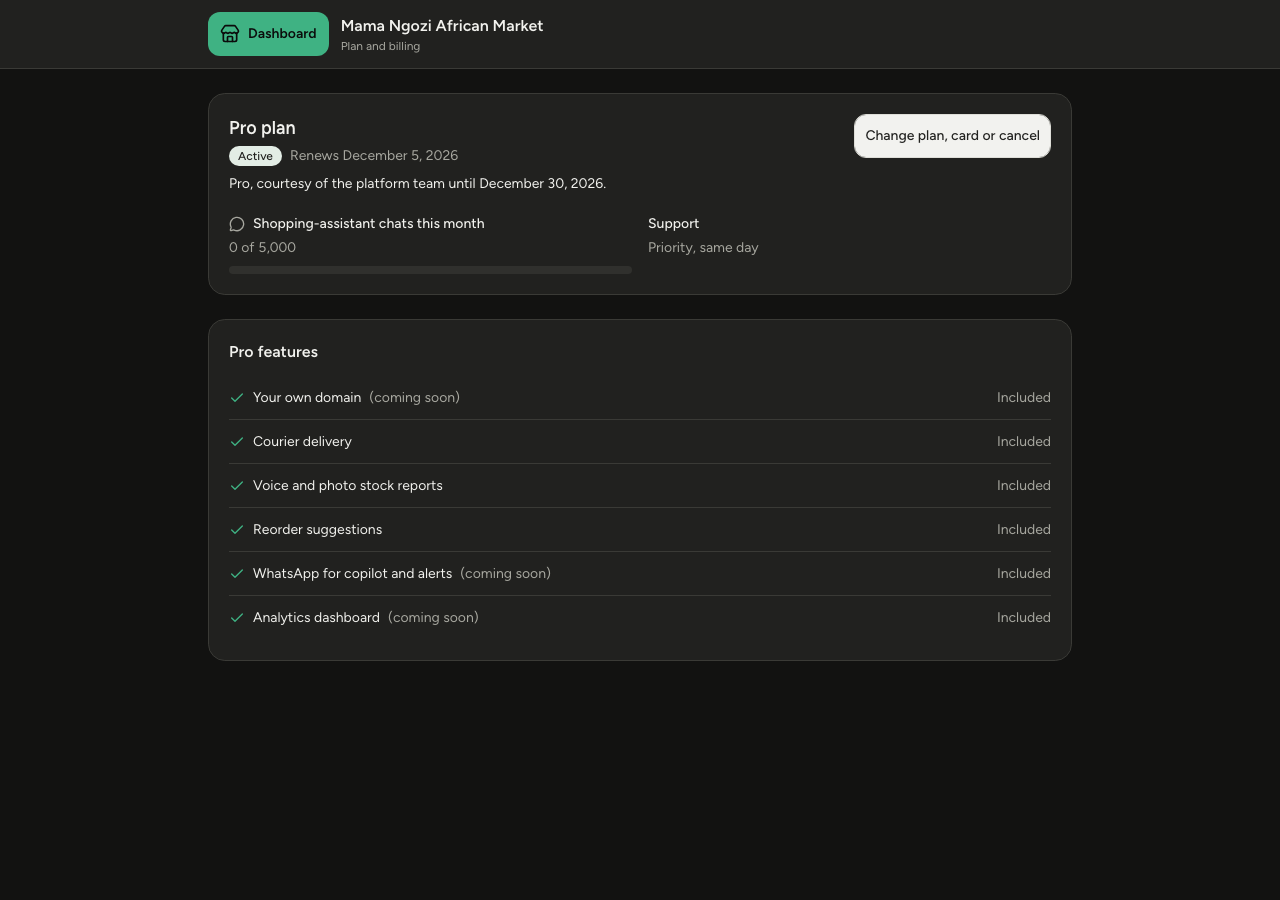 Dashboard
Mama Ngozi African Market
Plan and billing
Pro plan
Change plan, card or cancel
Active
Renews December 5, 2026
Pro, courtesy of the platform team until December 30, 2026.
Shopping-assistant chats this month
0 of 5,000
Support
Priority, same day
Pro features
Your own domain (coming soon) Included
Courier delivery Included
Voice and photo stock reports Included
Reorder suggestions Included
WhatsApp for copilot and alerts (coming soon) Included
Analytics dashboard (coming soon) Included